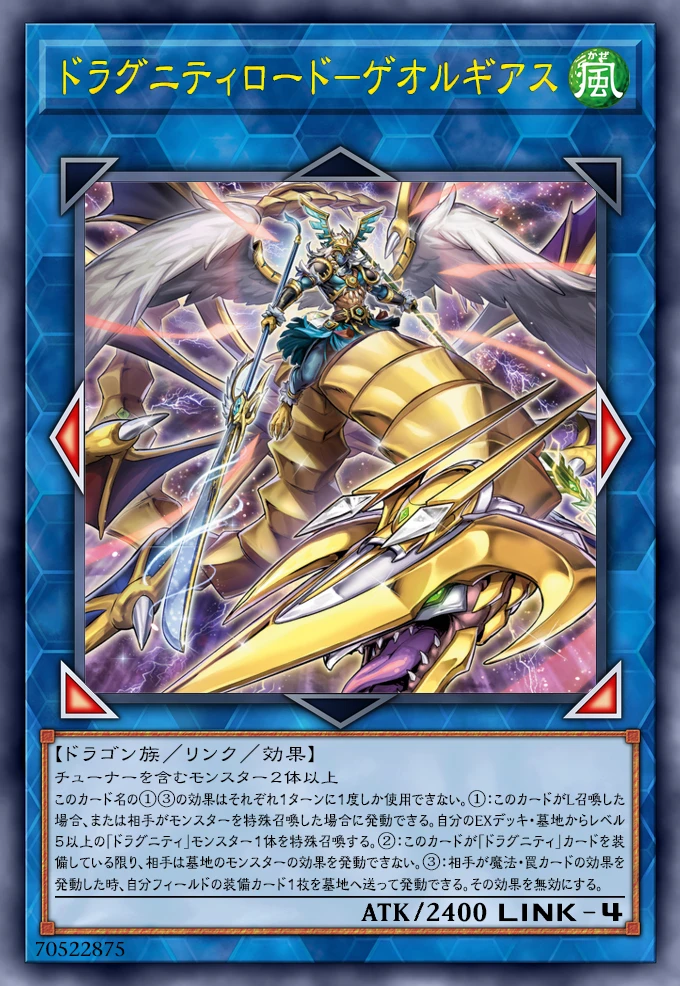 ドラグニティロード－ゲオルギアス
かぜ
風
【ドラゴン族／リンク／効果】
チューナーを含むモンスター２体以上
このカード名の①③の効果はそれぞれ1ターンに1度しか使用できない。①：このカードがL召喚した
場合、または相手がモンスターを特殊召喚した場合に発動できる。自分のEXデッキ・墓地からレベル
５以上の「ドラグニティ」モンスター1体を特殊召喚する。②：このカードが「ドラグニティ」カードを装
備している限り、相手は墓地のモンスターの効果を発動できない。③：相手が魔法・罠カードの効果を
発動した時、自分フィールドの装備カード1枚を墓地へ送って発動できる。その効果を無効にする。
ATK/2400 LINK－4
70522875